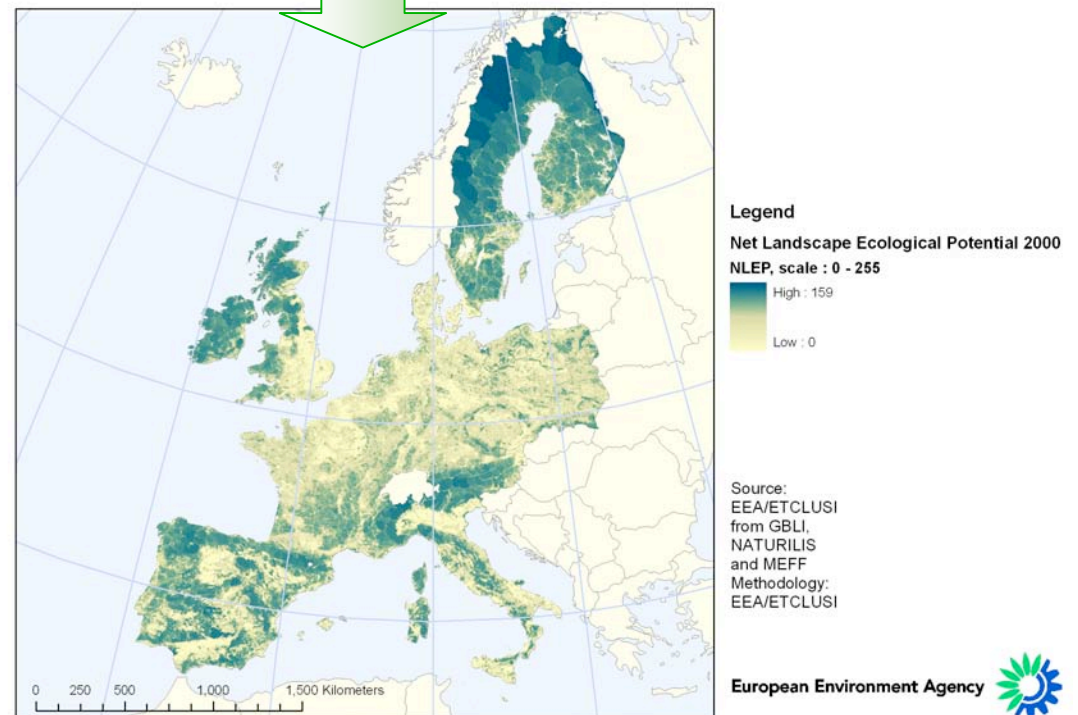 Legend
Net Landscape Ecological Potential 2000
NLEP, scale : 0 - 255
High : 159
Low : 0
Source:
EEA/ETCLUSI
from GBLI,
NATURILIS
and MEFF
Methodology:
EEA/ETCLUSI
0 250 500 1,000 1,500 Kilometers
European Environment Agency